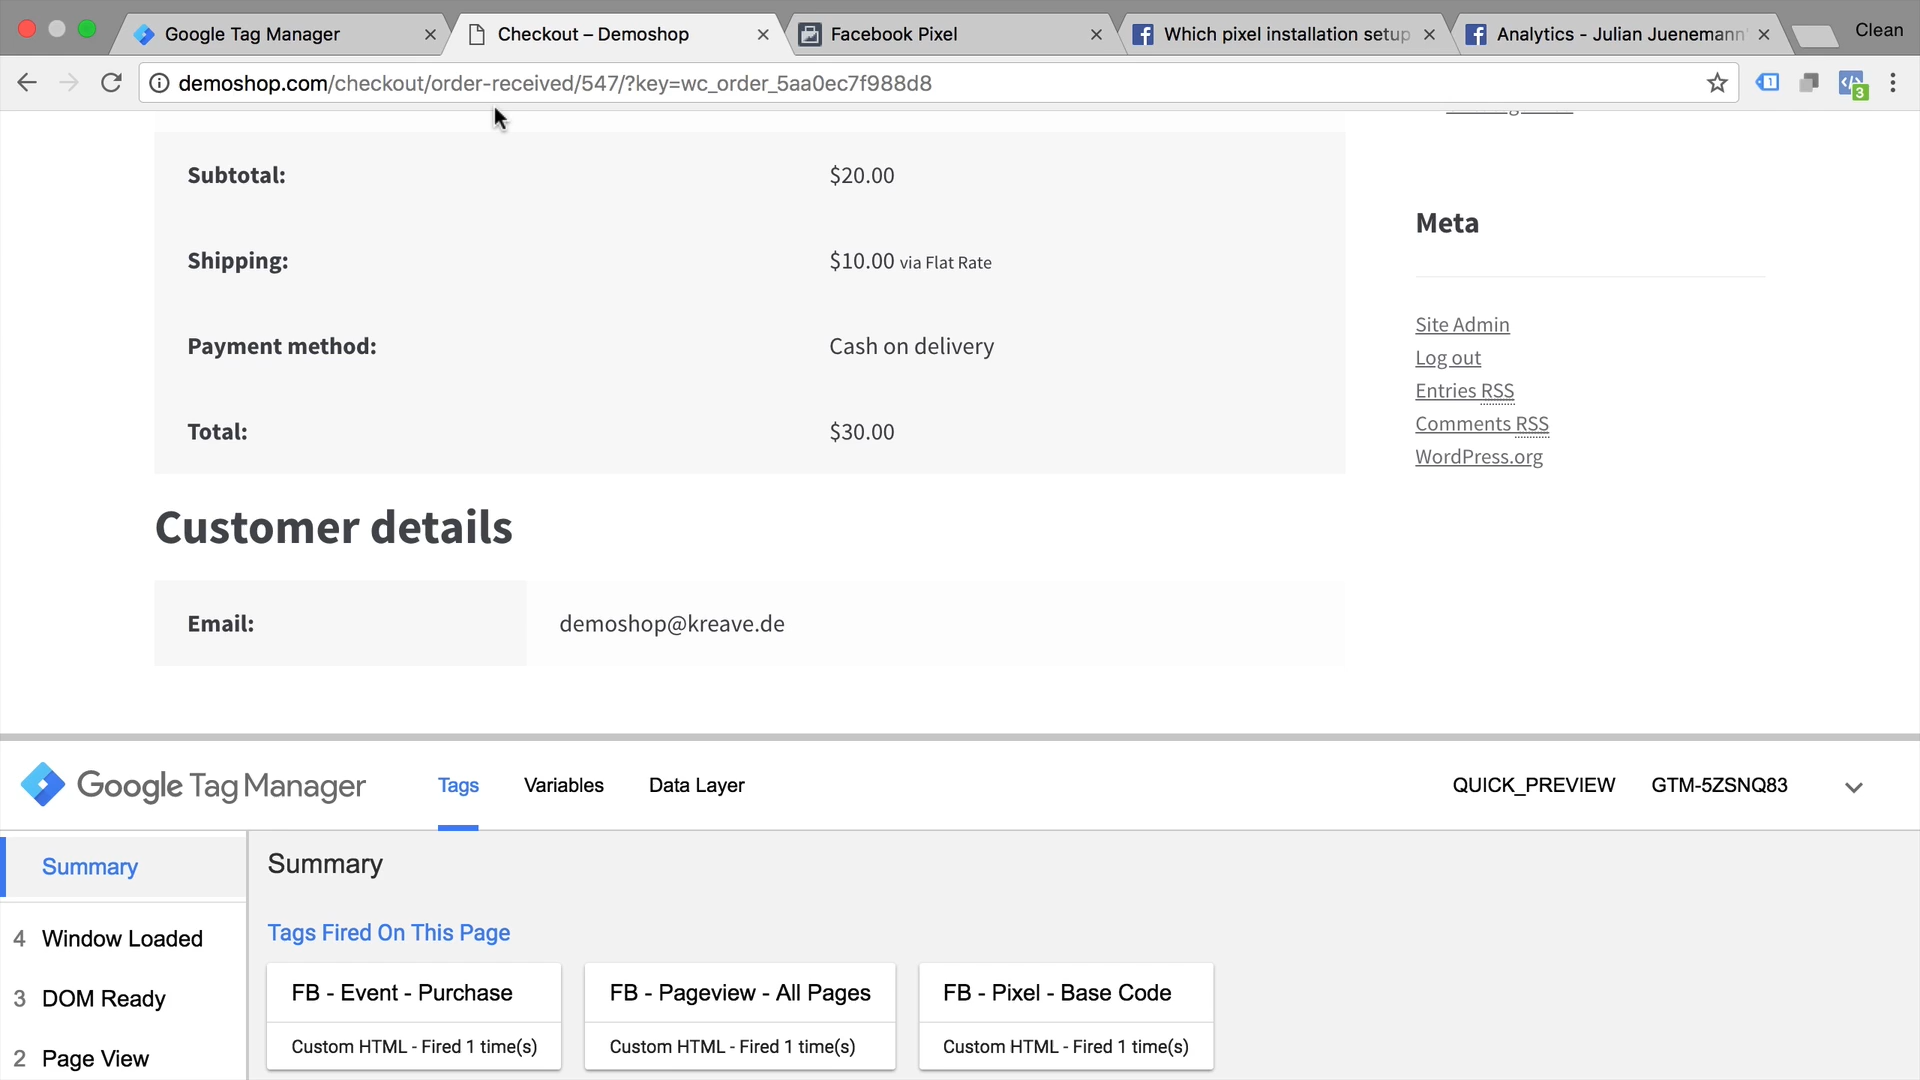 Google Tag Manager
Checkout – Demoshop
Facebook Pixel
Which pixel installation setup
Analytics - Julian Juenemann'
Clean
demoshop.com/checkout/order-received/547/?key=wc_order_5aa0ec7f988d8
1
3
Subtotal: $20.00
Shipping: $10.00 via Flat Rate
Payment method: Cash on delivery
Total: $30.00
Meta
Site Admin
Log out
Entries RSS
Comments RSS
WordPress.org
Customer details
Email: demoshop@kreave.de
Google Tag Manager
Tags
Variables
Data Layer
QUICK_PREVIEW
GTM-5ZSNQ83
Summary
4 Window Loaded
3 DOM Ready
2 Page View
Summary
Tags Fired On This Page
FB - Event - Purchase
Custom HTML - Fired 1 time(s)
FB - Pageview - All Pages
Custom HTML - Fired 1 time(s)
FB - Pixel - Base Code
Custom HTML - Fired 1 time(s)